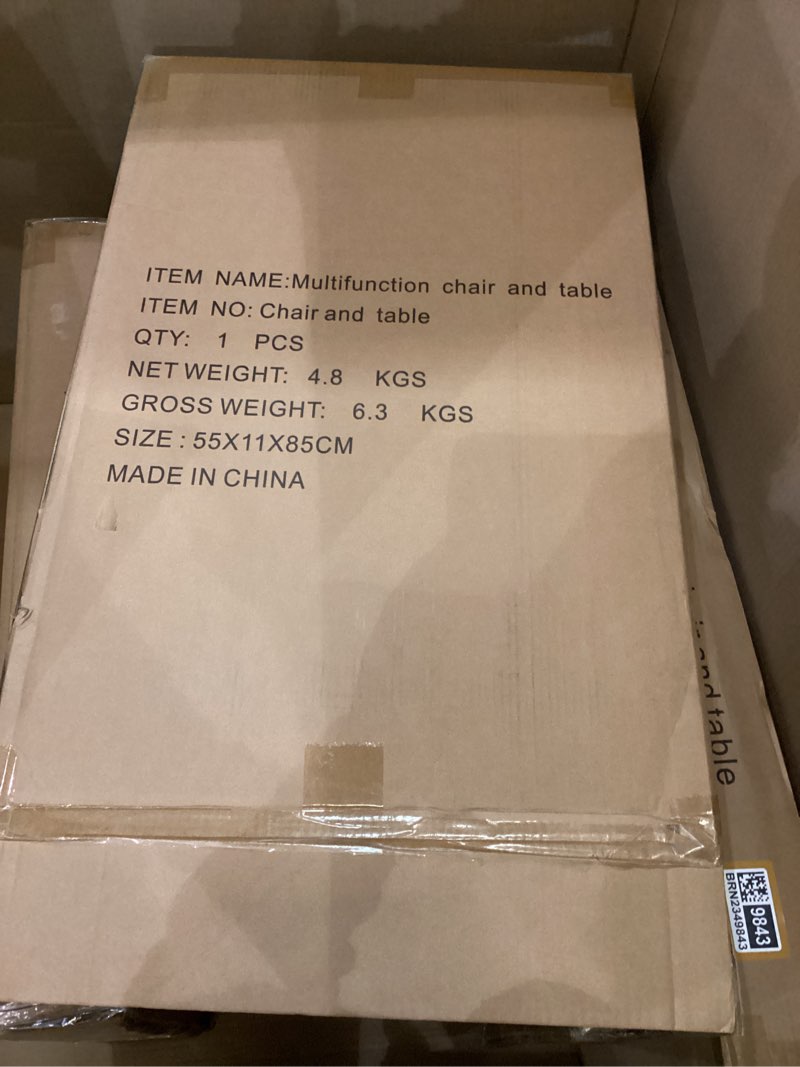 ITEM NAME:Multifunction chair and table
ITEM NO: Chair and table
QTY: 1 PCS
NET WEIGHT: 4.8 KGS
GROSS WEIGHT: 6.3 KGS
SIZE : 55X11X85CM
MADE IN CHINA
and table
9843
BRN2349843